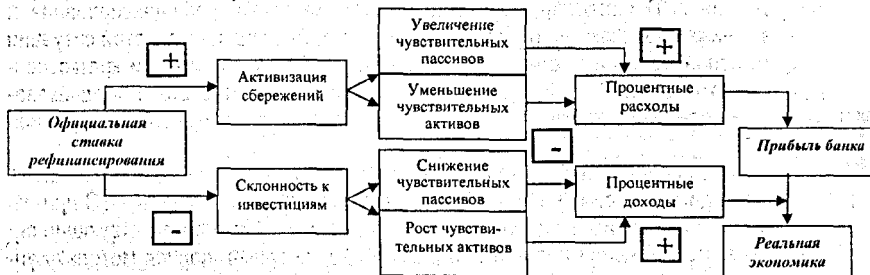 Увеличение
чувствительных
пассивов
+
+
Активизация
сбережений
Уменьшение
чувствительных
активов
Процентные
расходы
Официальная
ставка
рефинансирования
-
Прибыль банка
Склонность к
инвестициям
Снижение
чувствительных
пассивов
Процентные
доходы
-
Рост чувстви-
тельных активов
+
Реальная
экономика